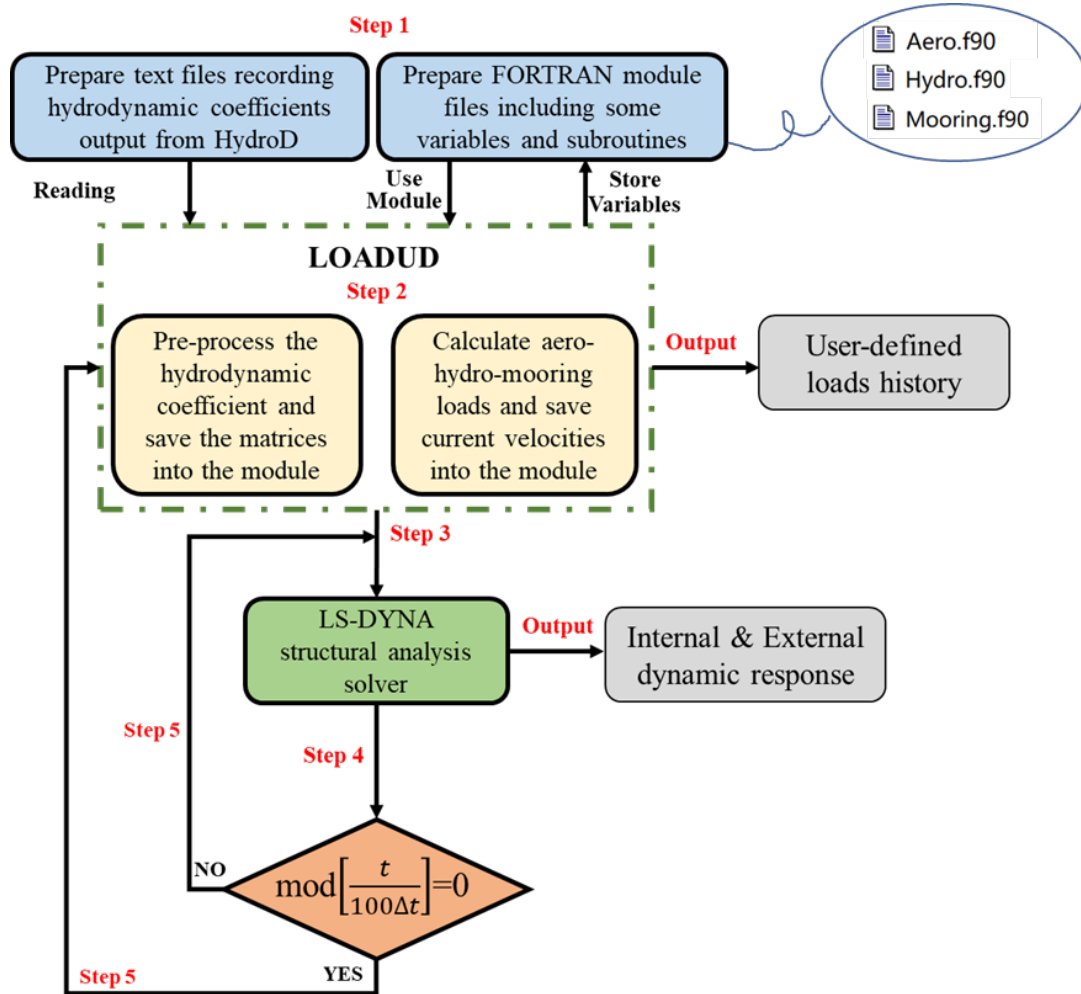 Step 1
Prepare text files recording
hydrodynamic coefficients
output from HydroD
Prepare FORTRAN module
files including some
variables and subroutines
Aero.f90
Hydro.f90
Mooring.f90
Reading
Use
Module
Store
Variables
LOADUD
Step 2
Pre-process the
hydrodynamic
coefficient and
save the matrices
into the module
Calculate aero-
hydro-mooring
loads and save
current velocities
into the module
Output
User-defined
loads history
Step 3
LS-DYNA
structural analysis
solver
Output
Internal & External
dynamic response
Step 5
Step 4
NO
mod[t/100Δt]=0
YES
Step 5